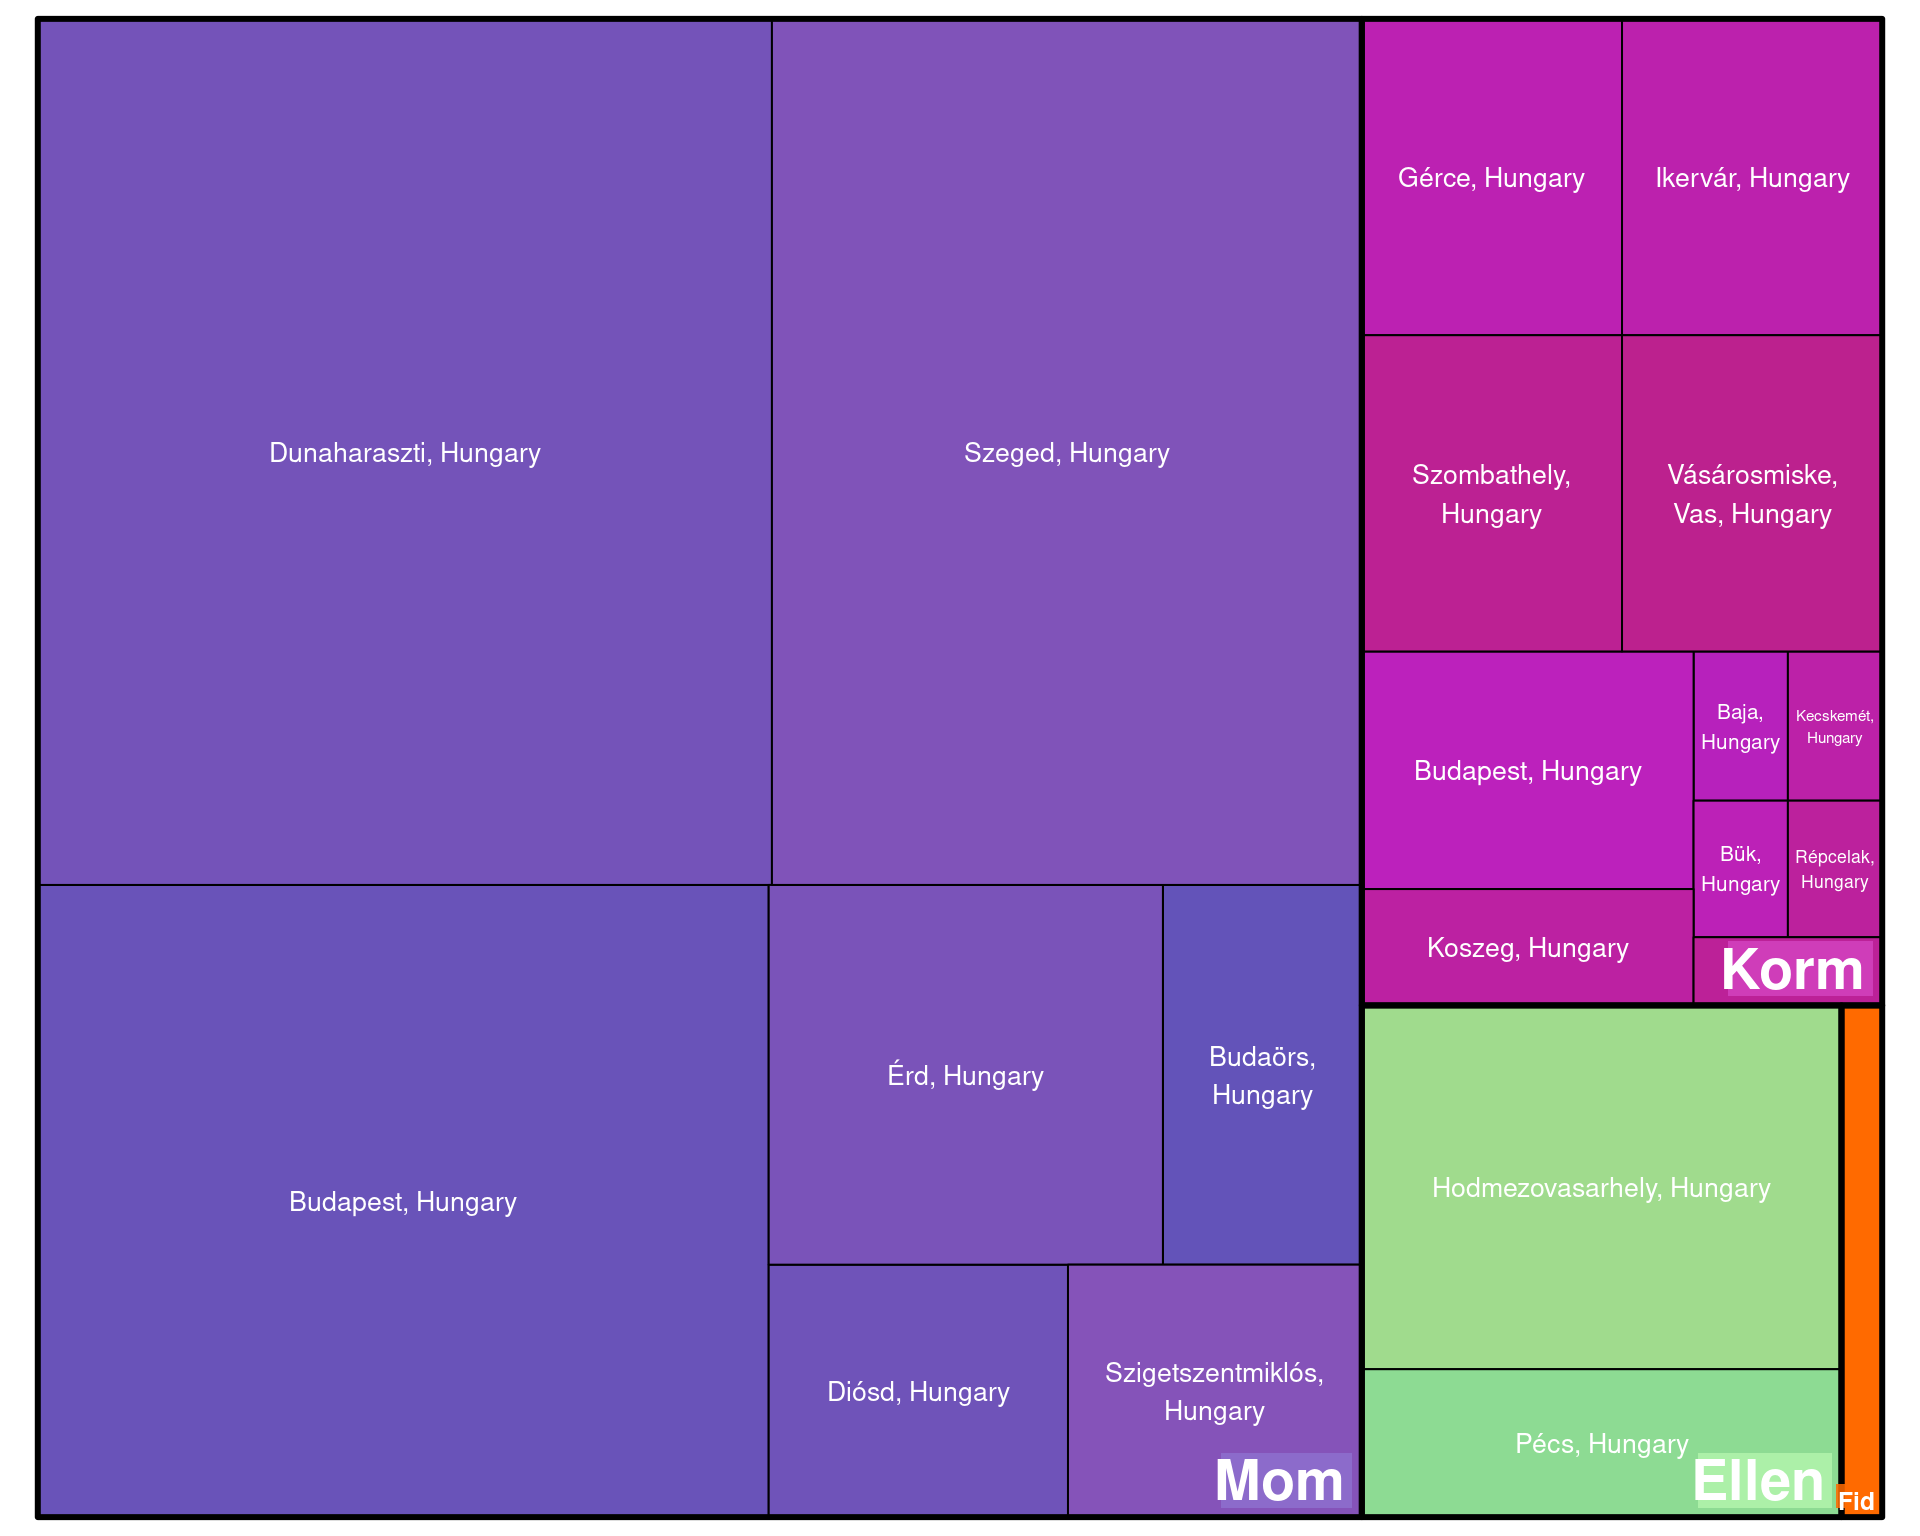 Dunaharaszti, Hungary
Szeged, Hungary
Budapest, Hungary
Érd, Hungary
Budaörs,
Hungary
Diósd, Hungary
Szigetszentmiklós,
Hungary
Mom
Gérce, Hungary
Ikervár, Hungary
Szombathely,
Hungary
Vásárosmiske,
Vas, Hungary
Budapest, Hungary
Baja,
Hungary
Kecskemét,
Hungary
Bük,
Hungary
Répcelak,
Hungary
Koszeg, Hungary
Korm
Hodmezovasarhely, Hungary
Pécs, Hungary
Ellen
Fid